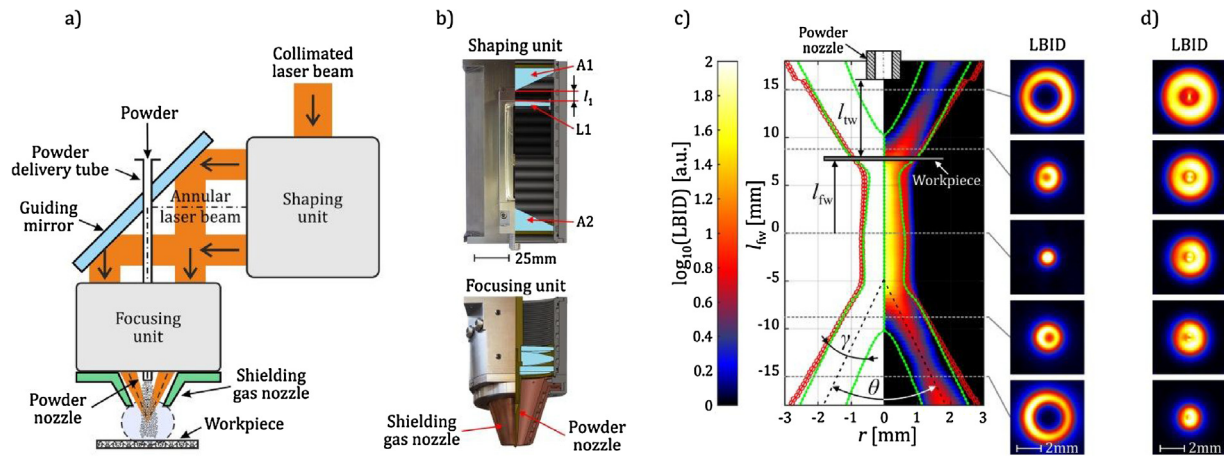 a)
Collimated
laser beam
Powder
Powder
delivery tube
Guiding
mirror
Annular
laser beam
Shaping
unit
Focusing
unit
Powder
nozzle
Shielding
gas nozzle
Workpiece
b)
Shaping unit
A1
l₁
L1
A2
25mm
Focusing unit
Shielding
gas nozzle
Powder
nozzle
c)
Powder
nozzle
LBID
log₁₀(LBID) [a.u.]
2
1.8
1.6
1.4
1.2
1
0.8
0.6
0.4
0.2
0
l_fw [mm]
15
10
5
0
-5
-10
-15
l_tw
l_fw
Workpiece
γ
θ
-3
-2
-1
0
1
2
3
r [mm]
2mm
d)
LBID
2mm